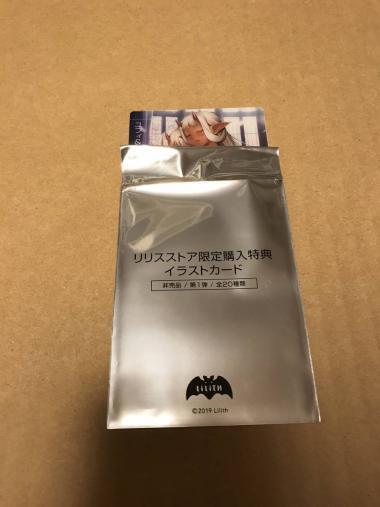 リリスストア限定購入特典
イラストカード
非売品 / 第1弾 / 全20種類
LiLiTH
©2019 Lilith